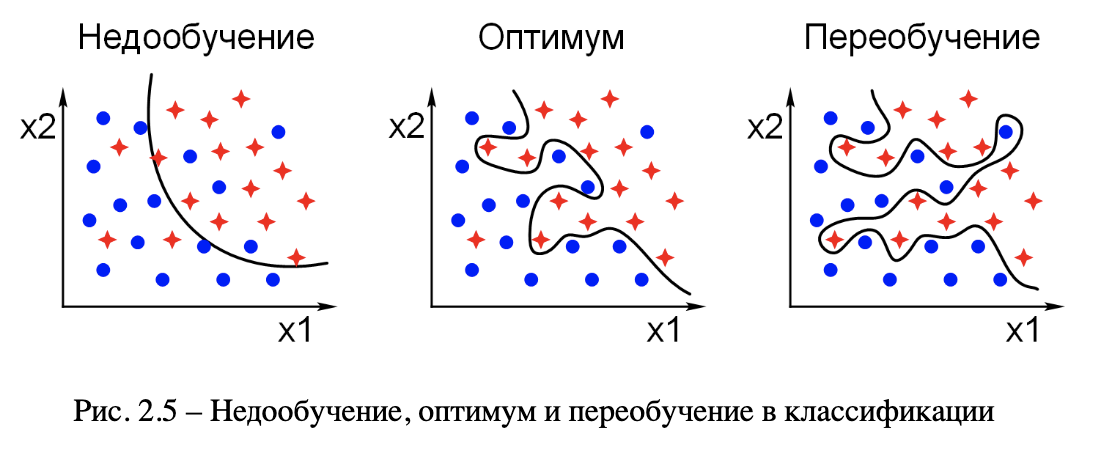 Недообучение
Оптимум
Переобучение
x2
x2
x2
x1
x1
x1
Рис. 2.5 – Недообучение, оптимум и переобучение в классификации